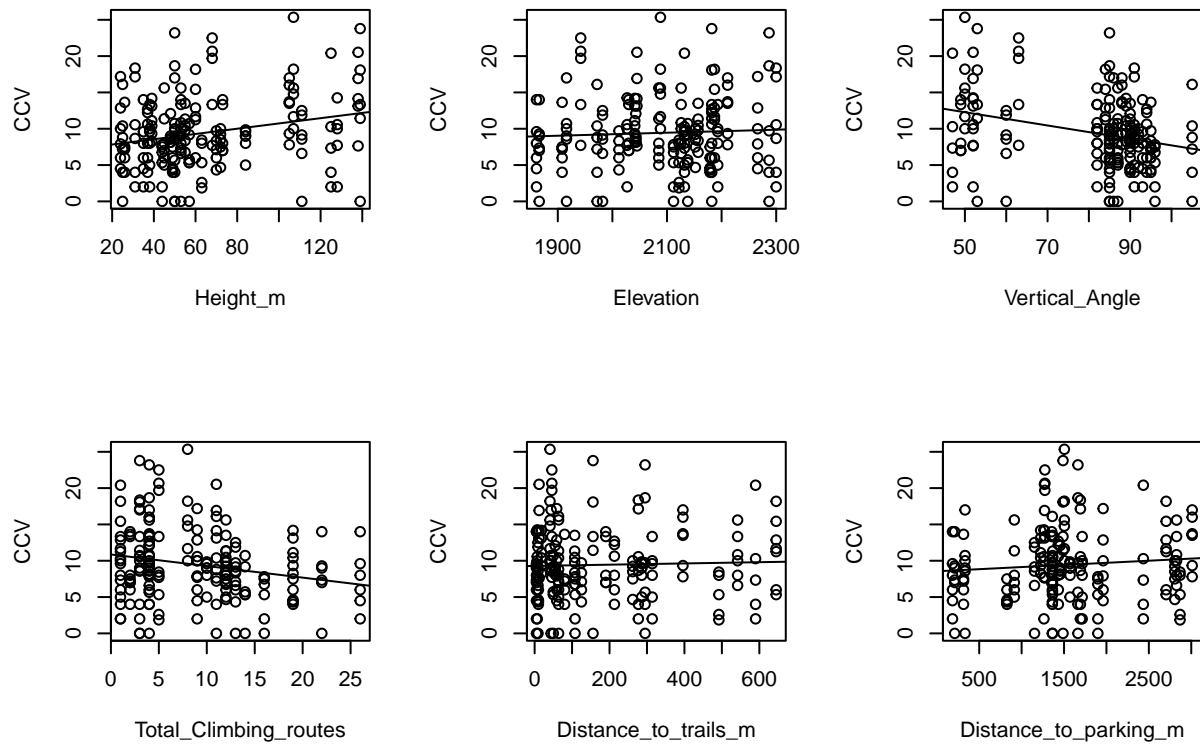 CCV
0 5 10 20
20 40 60 80 120
Height_m
CCV
0 5 10 20
1900 2100 2300
Elevation
CCV
0 5 10 20
50 70 90
Vertical_Angle
CCV
0 5 10 20
0 5 10 15 20 25
Total_Climbing_routes
CCV
0 5 10 20
0 200 400 600
Distance_to_trails_m
CCV
0 5 10 20
500 1500 2500
Distance_to_parking_m